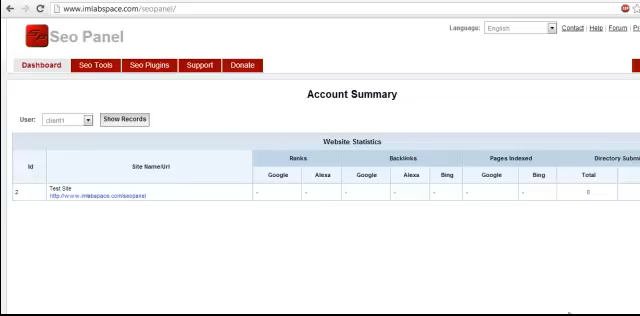 www.imlabspace.com/seopanel/
Seo Panel
Language: English Contact | Help | Forum |
Dashboard Seo Tools Seo Plugins Support Donate
Account Summary
User: client1 Show Records
Website Statistics
Id Site Name/Url Ranks Backlinks Pages Indexed Directory Submi
Google Alexa Google Alexa Bing Google Bing Total
2 Test Site - - - - - - - 0
http://www.imlabspace.com/seopanel